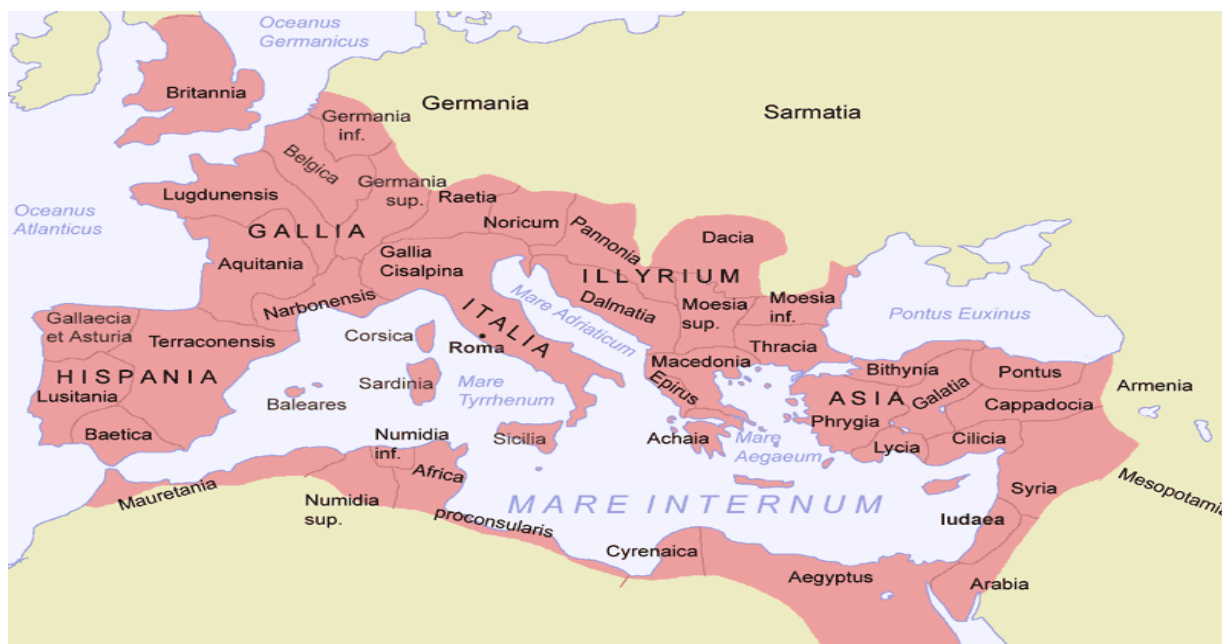 Oceanus
Germanicus
Britannia
Germania
Sarmatia
Germania
inf.
Belgica
Lugdunensis
Germania
sup.
Raetia
Oceanus
Atlanticus
GALLIA
Noricum
Pannonia
Dacia
Aquitania
Gallia
Cisalpina
ILLYRIUM
Narbonensis
Dalmatia
Moesia
sup.
Moesia
inf.
Pontus Euxinus
Gallaecia
et Asturia
Terraconensis
Corsica
ITALIA
Roma
Mare Adriaticum
Thracia
Macedonia
HISPANIA
Lusitania
Sardinia
Mare
Tyrrhenum
Epirus
Bithynia
Pontus
Armenia
ASIA
Galatia
Cappadocia
Baleares
Phrygia
Baetica
Numidia
inf.
Sicilia
Achaia
Mare
Aegaeum
Lycia
Cilicia
Africa
proconsularis
Mauretania
Numidia
sup.
MARE INTERNUM
Syria
Mesopotamia
Iudaea
Cyrenaica
Aegyptus
Arabia